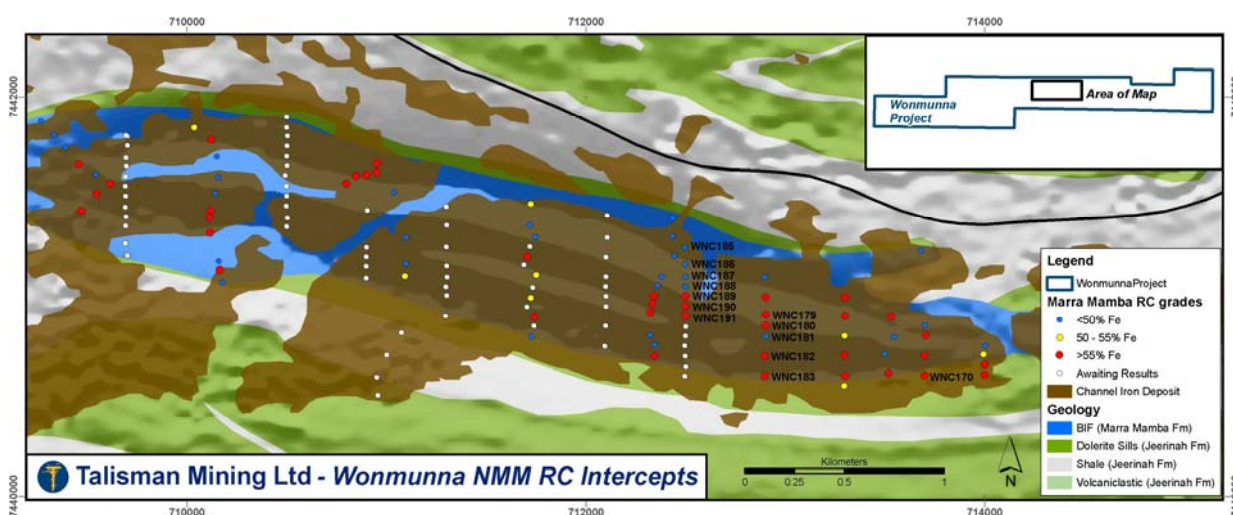 710000
712000
714000
7442000
Wonmunna
Project
Area of Map
WNC185
WNC186
WNC187
WNC188
WNC189
WNC190
WNC191
WNC179
WNC180
WNC181
WNC182
WNC183
WNC170
Legend
WonmunnaProject
Marra Mamba RC grades
<50% Fe
50 - 55% Fe
>55% Fe
Awaiting Results
Channel Iron Deposit
Geology
BIF (Marra Mamba Fm)
Dolerite Sills (Jeerinah Fm)
Shale (Jeerinah Fm)
Volcaniclastic (Jeerinah Fm)
Talisman Mining Ltd - Wonmunna NMM RC Intercepts
Kilometers
0 0.25 0.5 1
N
7440000
710000
712000
714000